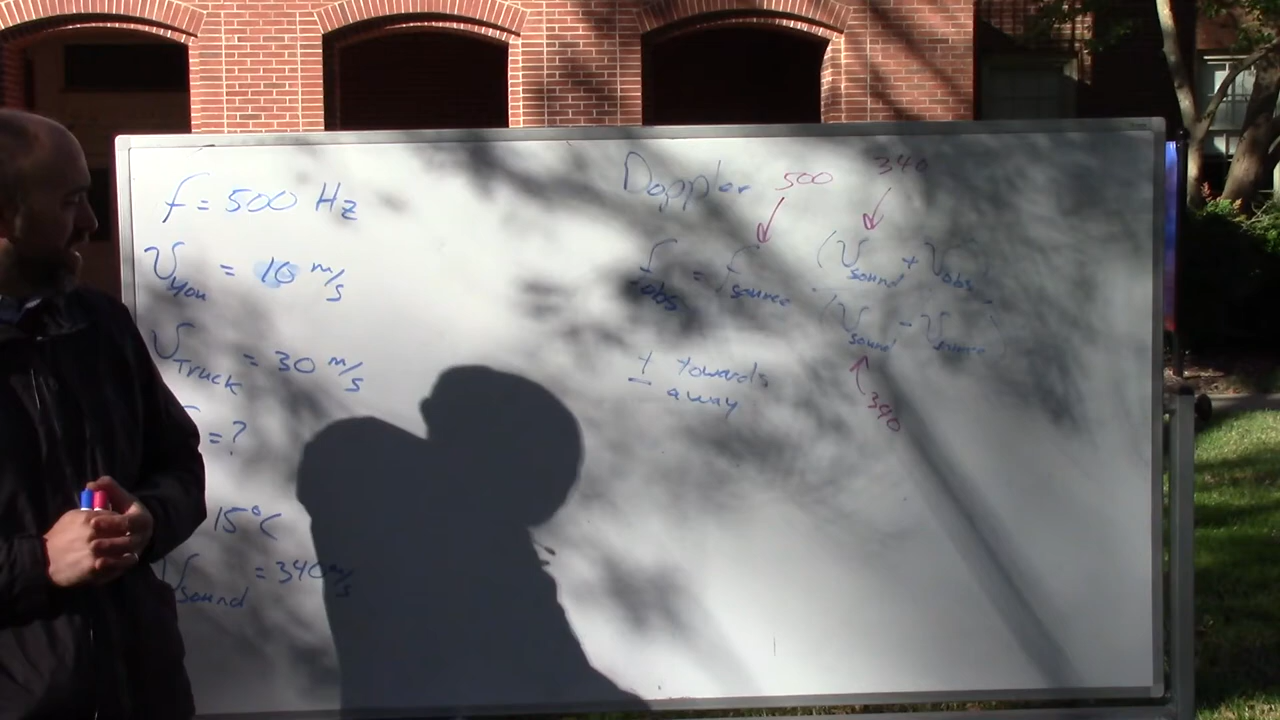 f = 500 Hz
v you = 10 m/s
v Truck = 30 m/s
= ?
15°C
v sound = 340 m/s
Doppler
500
340
f obs = f source (v sound + v obs) / (v sound - v source)
+ towards
- away
340